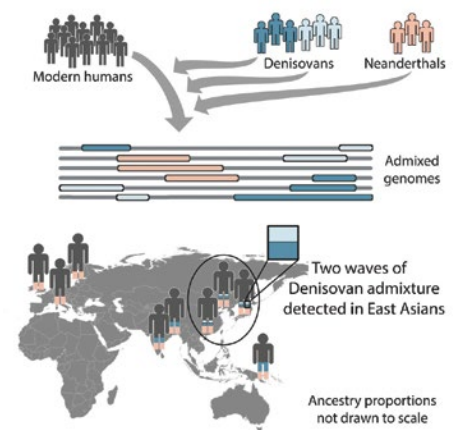 Modern humans
Denisovans
Neanderthals
Admixed
genomes
Two waves of
Denisovan admixture
detected in East Asians
Ancestry proportions
not drawn to scale